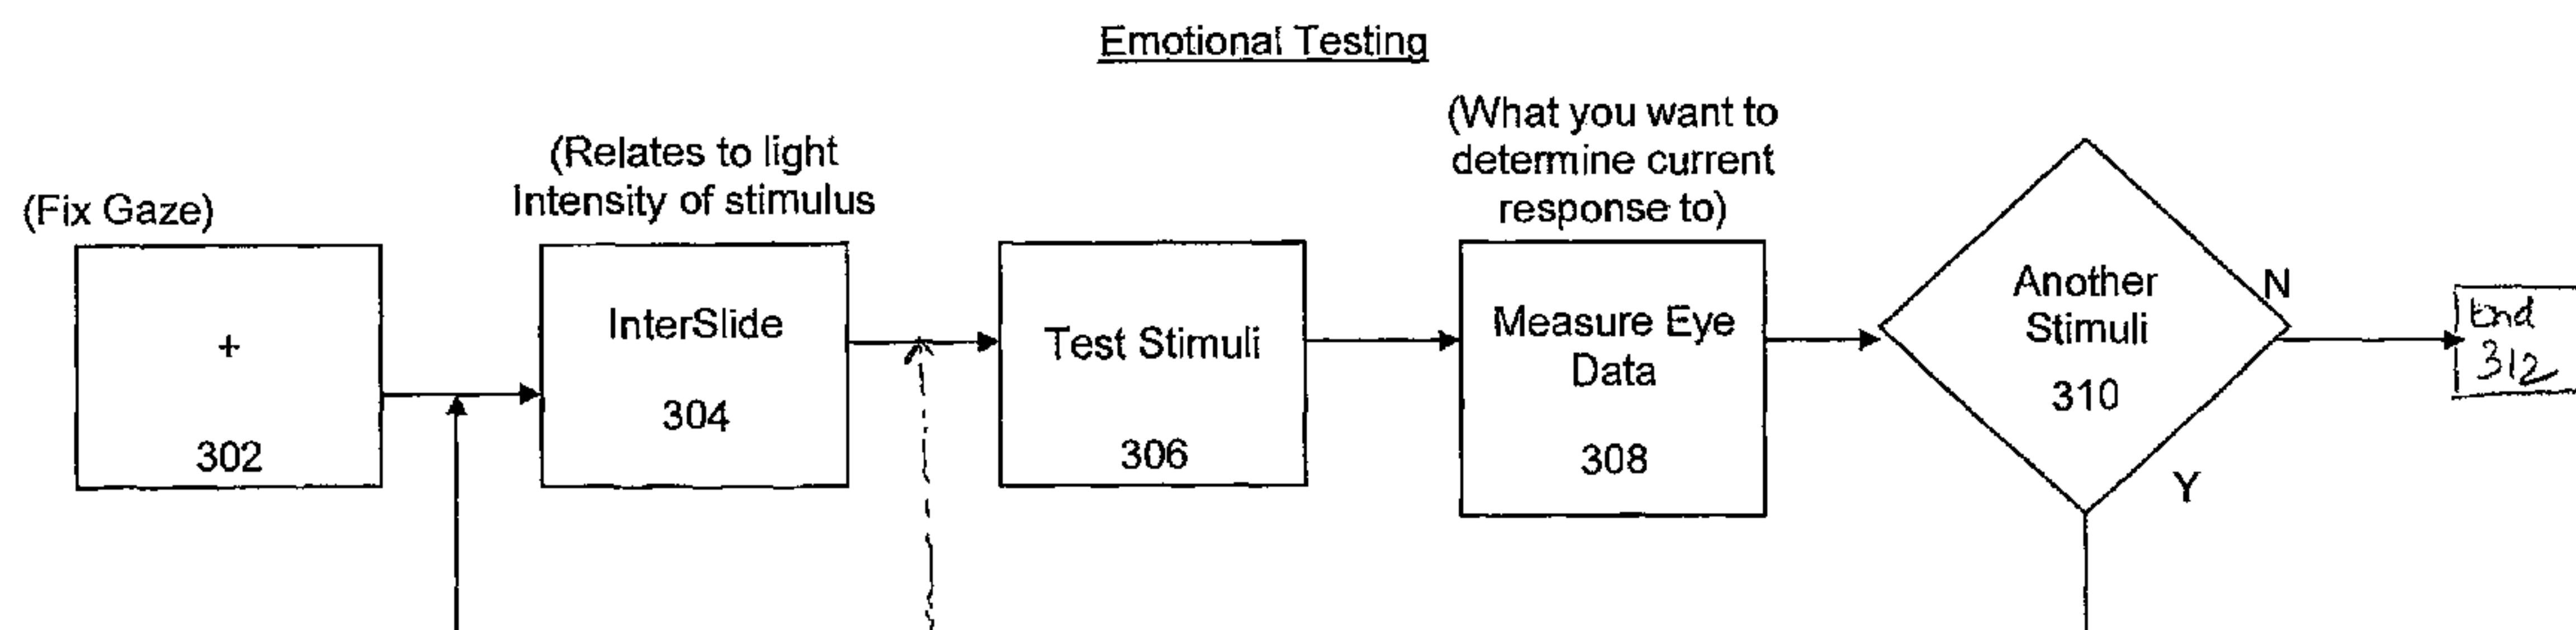 Emotional Testing
(Fix Gaze)
+
302
(Relates to light
Intensity of stimulus
InterSlide
304
Test Stimuli
306
(What you want to
determine current
response to)
Measure Eye
Data
308
Another
Stimuli
310
N
Y
End
312